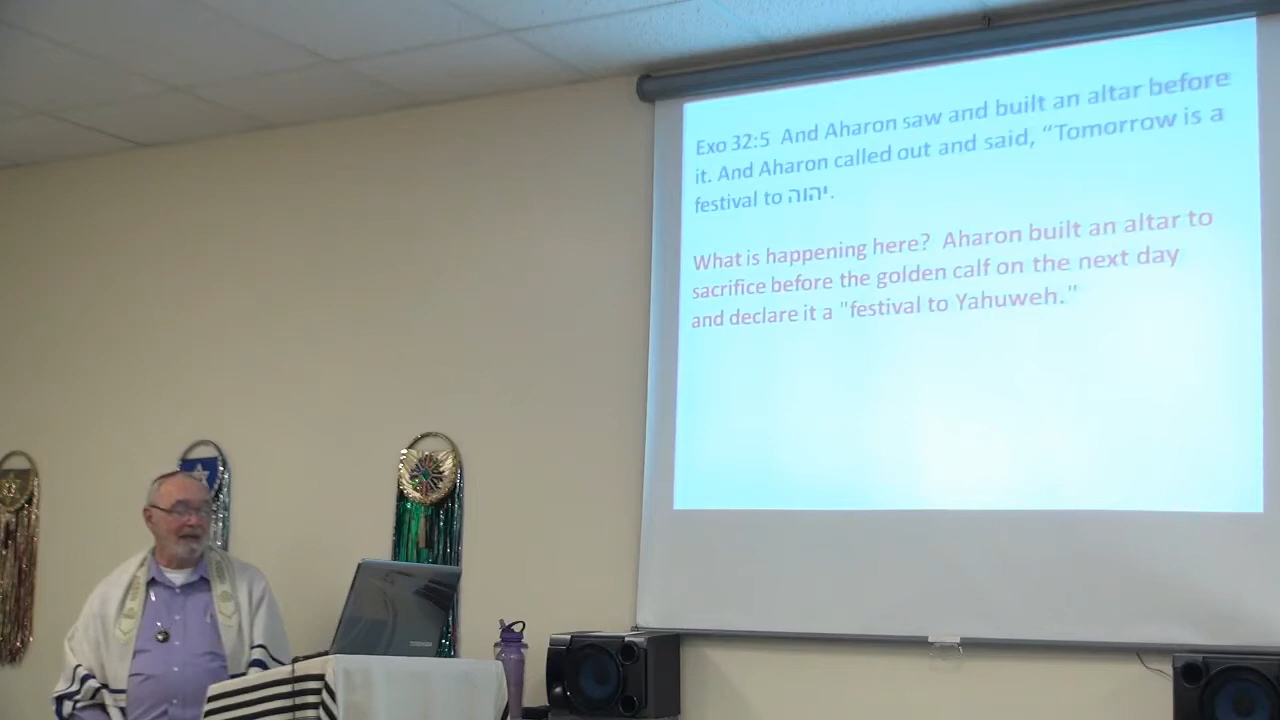 Exo 32:5 And Aharon saw and built an altar before
it. And Aharon called out and said, “Tomorrow is a
festival to יהוה.
What is happening here? Aharon built an altar to
sacrifice before the golden calf on the next day
and declare it a "festival to Yahuweh."
TOSHIBA